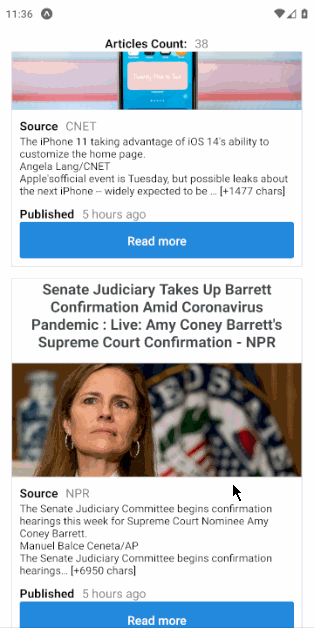 11:36
Articles Count: 38
Source CNET
The iPhone 11 taking advantage of iOS 14's ability to
customize the home page.
Angela Lang/CNET
Apple'sofficial event is Tuesday, but possible leaks about
the next iPhone -- widely expected to be … [+1477 chars]
Published 5 hours ago
Read more
Senate Judiciary Takes Up Barrett
Confirmation Amid Coronavirus
Pandemic : Live: Amy Coney Barrett's
Supreme Court Confirmation - NPR
Source NPR
The Senate Judiciary Committee begins confirmation
hearings this week for Supreme Court Nominee Amy
Coney Barrett.
Manuel Balce Ceneta/AP
The Senate Judiciary Committee begins confirmation
hearings… [+6950 chars]
Published 5 hours ago
Read more